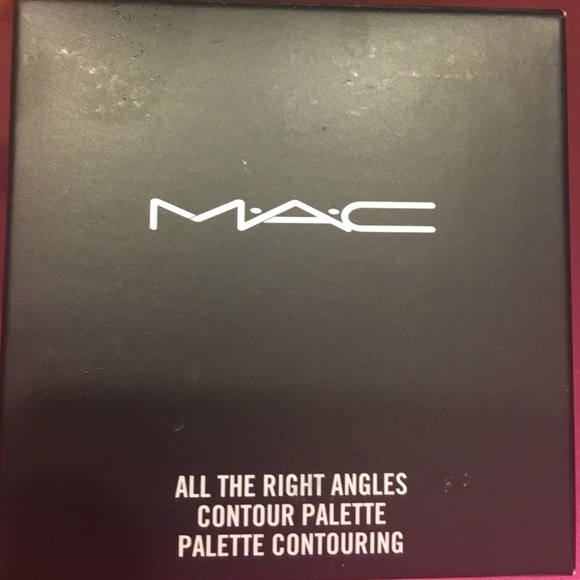 M·A·C
ALL THE RIGHT ANGLES
CONTOUR PALETTE
PALETTE CONTOURING